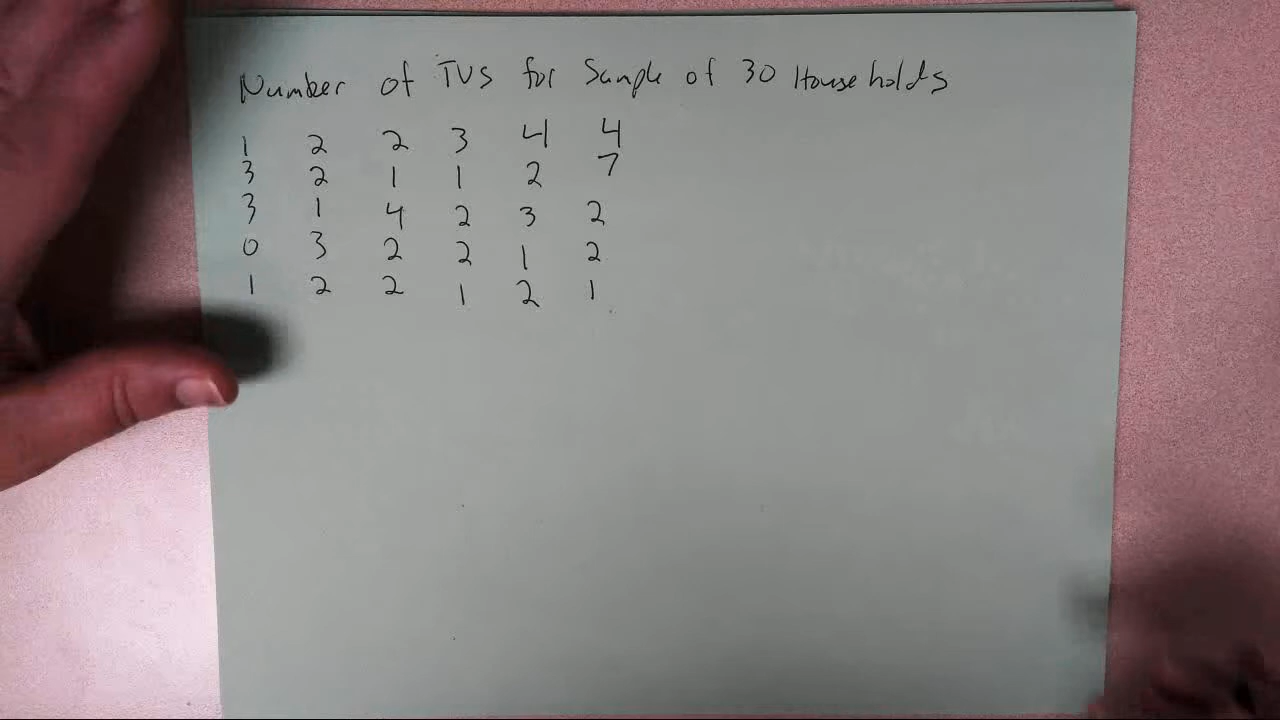 Number of TVs for Sample of 30 Households
1 2 2 3 4 4
3 2 1 1 2 7
3 1 4 2 3 2
0 3 2 2 1 2
1 2 2 1 2 1